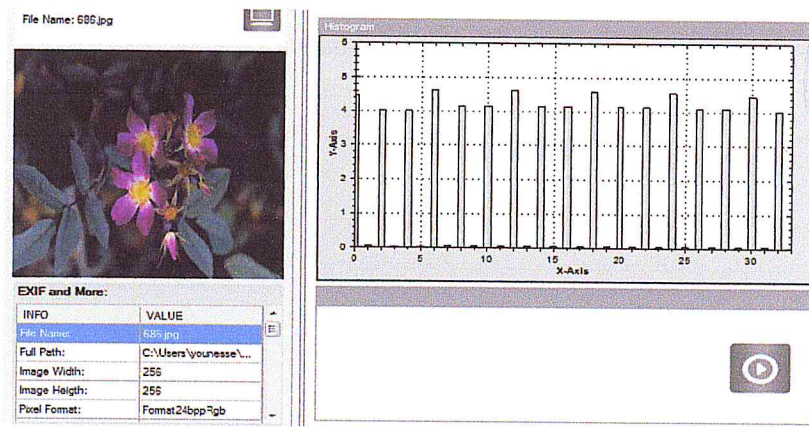 File Name: 686.jpg
EXIF and More:
INFO VALUE
File Name: 686.jpg
Full Path: C:\Users\younesse\...
Image Width: 256
Image Heigth: 256
Pixel Format: Format24bppRgb
Histogram
Y-Axis
6
5
4
3
2
1
0
0 5 10 15 20 25 30
X-Axis